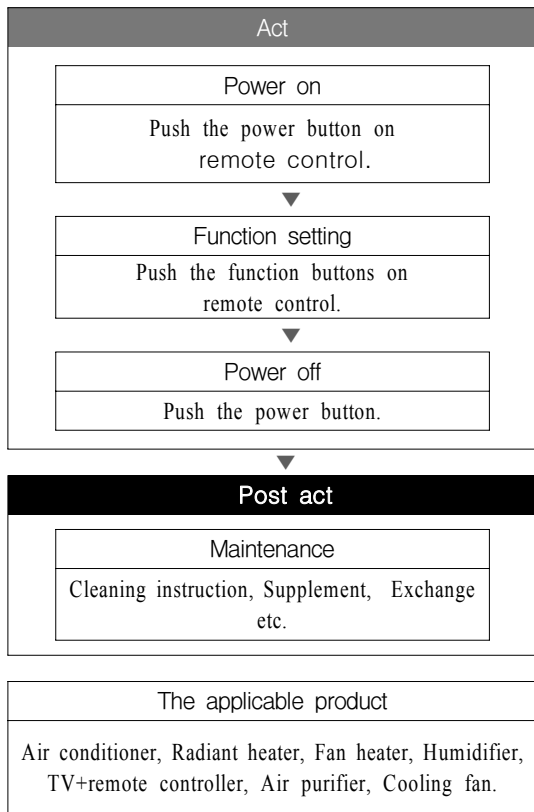 Act
Power on
Push the power button on
remote control.
Function setting
Push the function buttons on
remote control.
Power off
Push the power button.
Post act
Maintenance
Cleaning instruction, Supplement, Exchange
etc.
The applicable product
Air conditioner, Radiant heater, Fan heater, Humidifier,
TV+remote controller, Air purifier, Cooling fan.